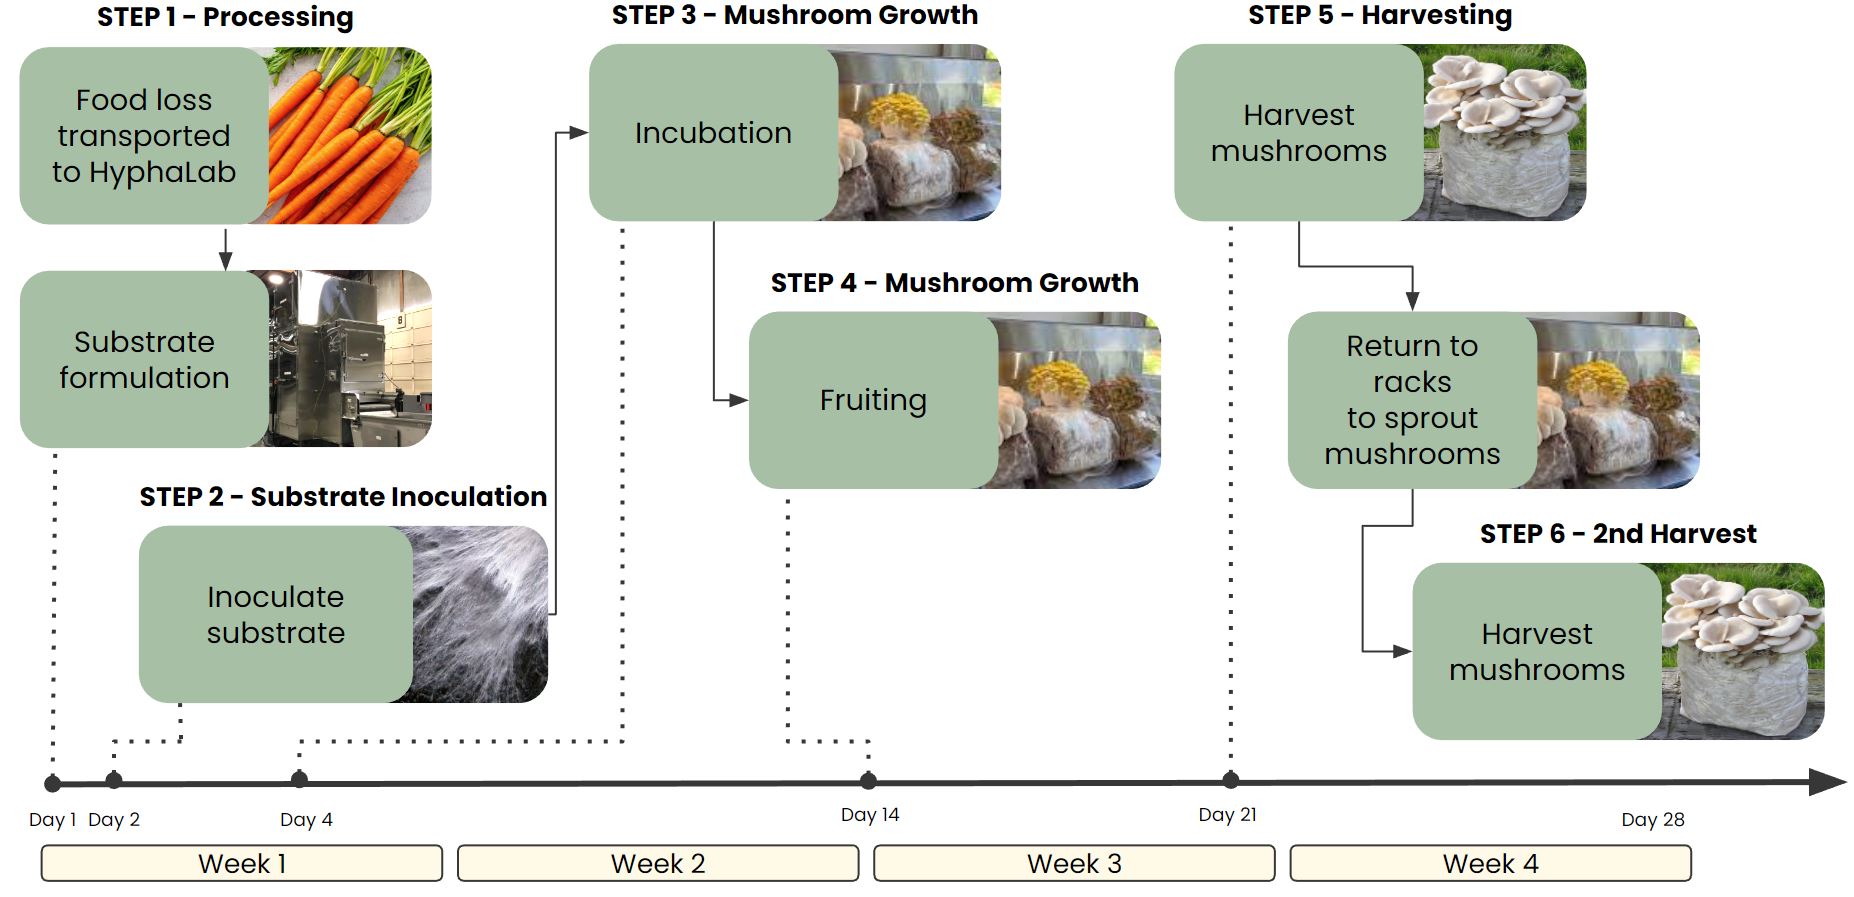 STEP 1 - Processing
Food loss
transported
to HyphaLab
Substrate
formulation
STEP 2 - Substrate Inoculation
Inoculate
substrate
STEP 3 - Mushroom Growth
Incubation
STEP 4 - Mushroom Growth
Fruiting
STEP 5 - Harvesting
Harvest
mushrooms
Return to
racks
to sprout
mushrooms
STEP 6 - 2nd Harvest
Harvest
mushrooms
Day 1
Day 2
Day 4
Day 14
Day 21
Day 28
Week 1
Week 2
Week 3
Week 4